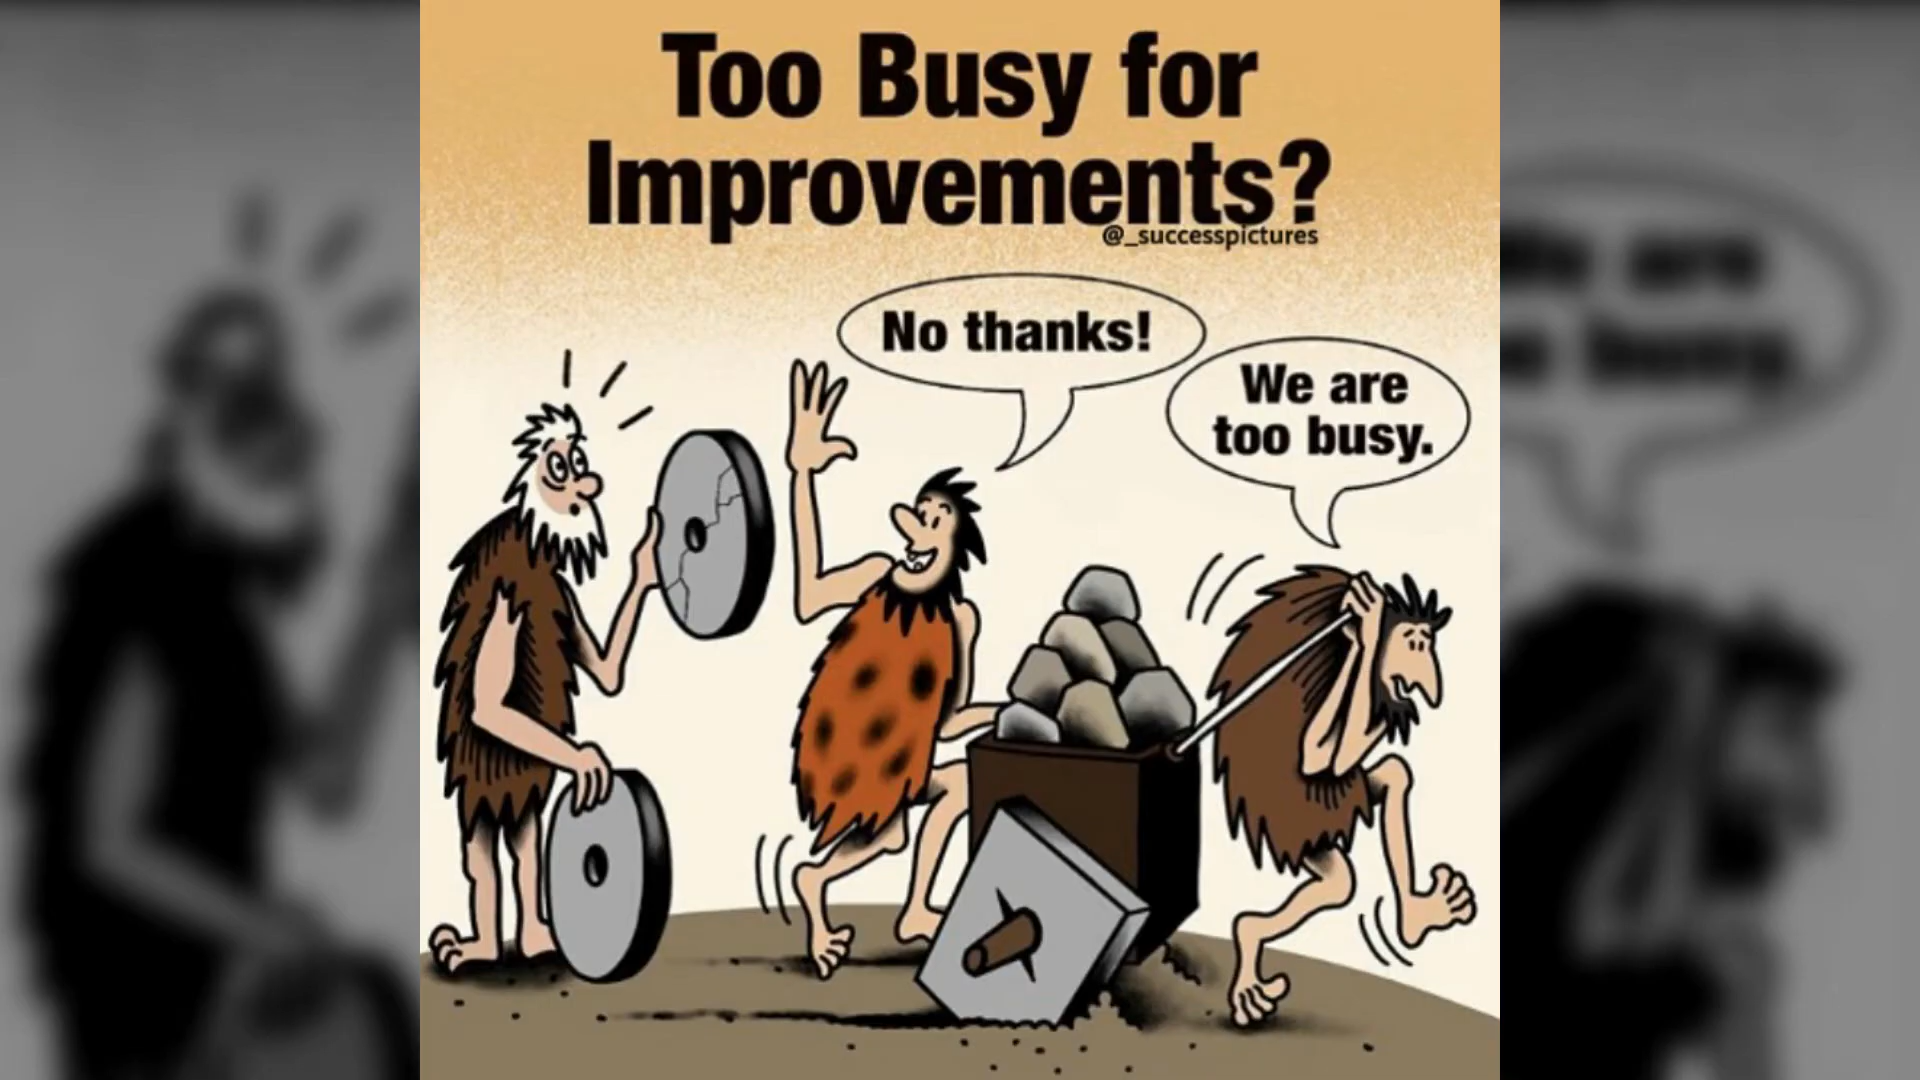 Too Busy for
Improvements?
@_successpictures
No thanks!
We are
too busy.